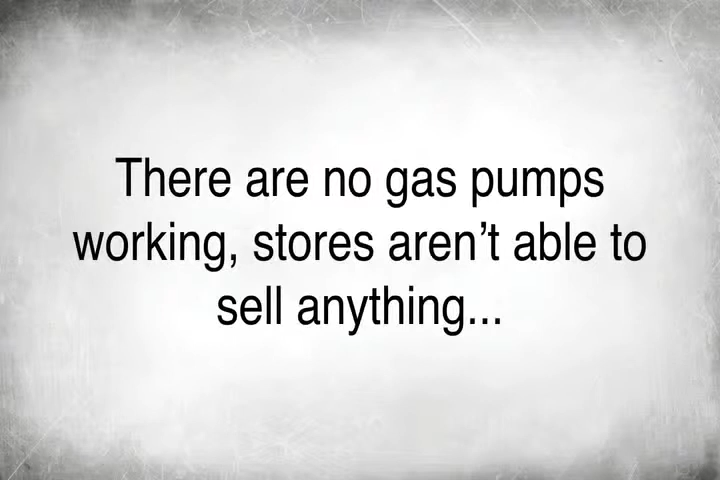 There are no gas pumps
working, stores aren’t able to
sell anything...